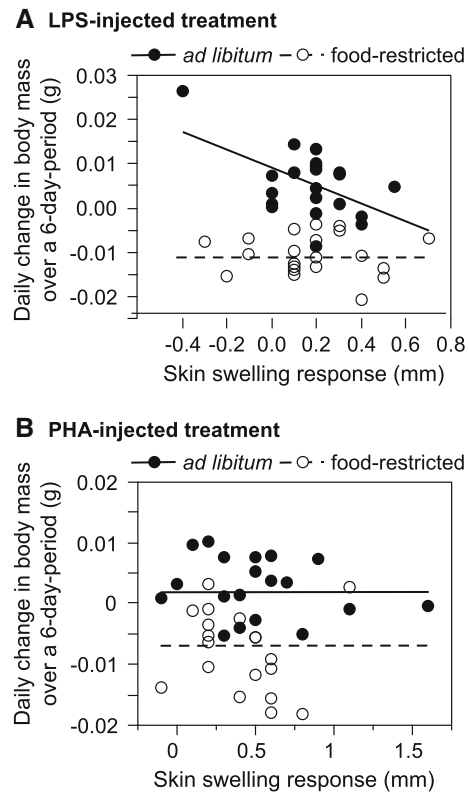 A LPS-injected treatment
ad libitum food-restricted
Daily change in body mass
over a 6-day-period (g)
0.03
0.02
0.01
0.00
-0.01
-0.02
-0.4 -0.2 0.0 0.2 0.4 0.6 0.8
Skin swelling response (mm)
B PHA-injected treatment
ad libitum food-restricted
Daily change in body mass
over a 6-day-period (g)
0.02
0.01
0
-0.01
-0.02
0 0.5 1 1.5
Skin swelling response (mm)